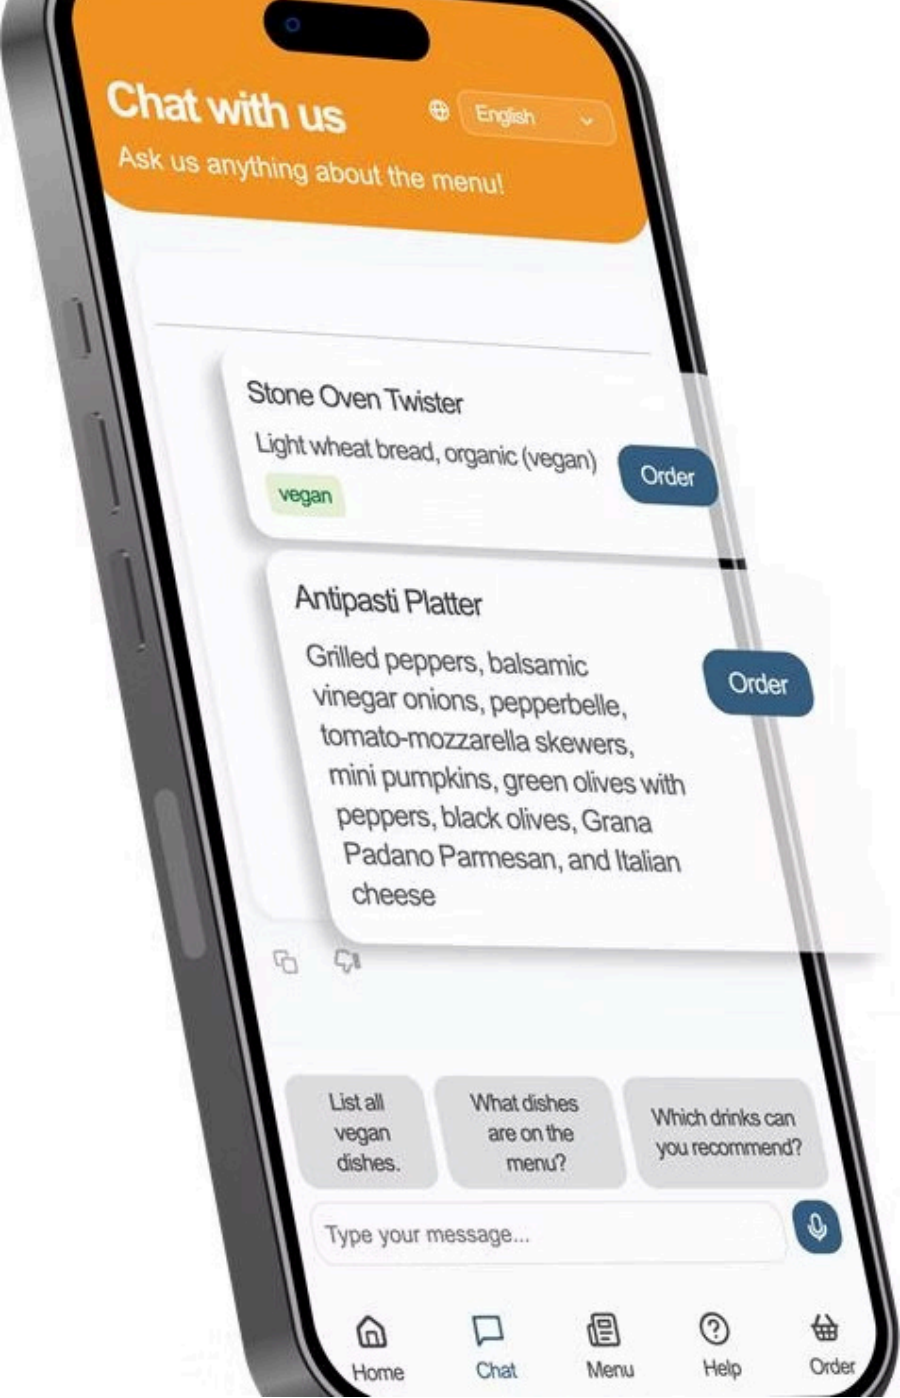 Chat with us
English
Ask us anything about the menu!
Stone Oven Twister
Light wheat bread, organic (vegan)
Order
vegan
Antipasti Platter
Grilled peppers, balsamic
vinegar onions, pepperbelle,
tomato-mozzarella skewers,
mini pumpkins, green olives with
peppers, black olives, Grana
Padano Parmesan, and Italian
cheese
Order
List all
vegan
dishes.
What dishes
are on the
menu?
Which drinks can
you recommend?
Type your message...
Home
Chat
Menu
Help
Order